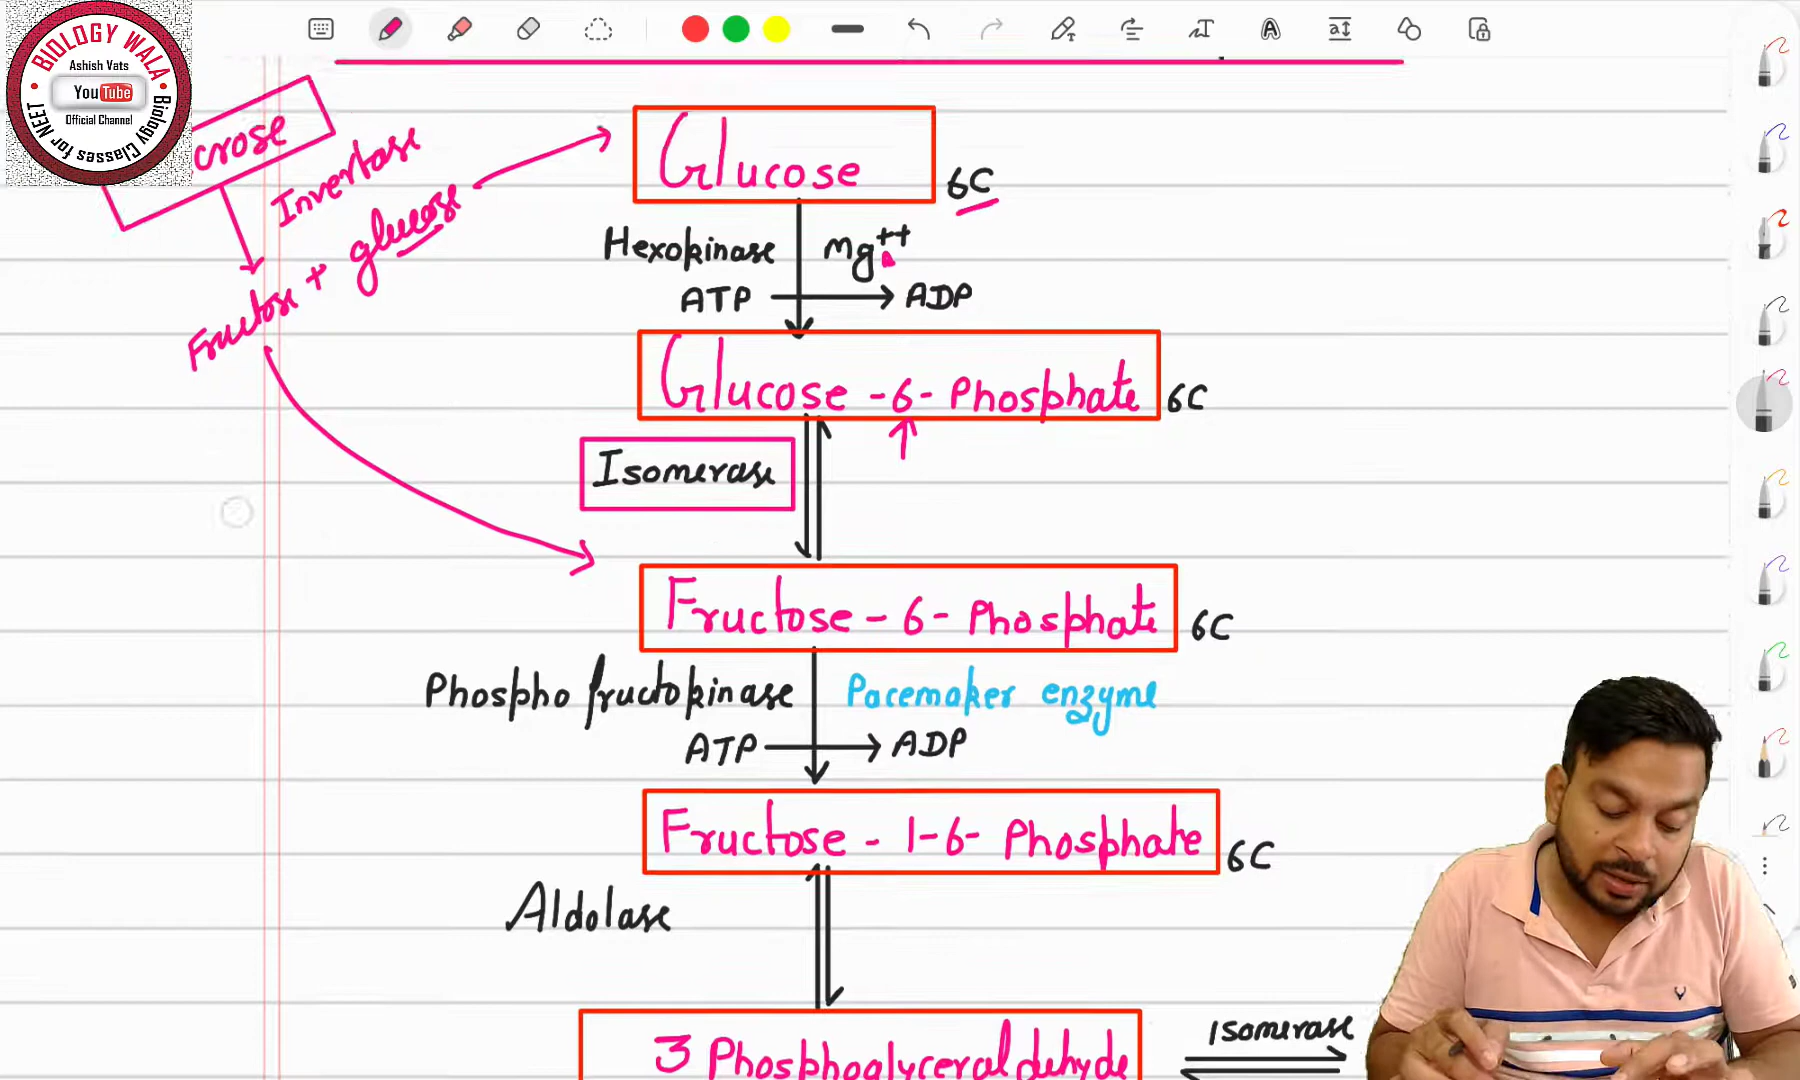 BIOLOGY WALA
Ashish Vats
YouTube
Official Channel
Biology Classes for NEET
crose
Invertase
Fructose + glucose
Glucose 6C
Hexokinase Mg++
ATP ADP
Glucose - 6 - Phosphate 6C
Isomerase
Fructose - 6 - Phosphate 6C
Phospho fructokinase Pacemaker enzyme
ATP ADP
Fructose - 1-6- Phosphate 6C
Aldolase
3 Phosphoglyceraldehyde
Isomerase